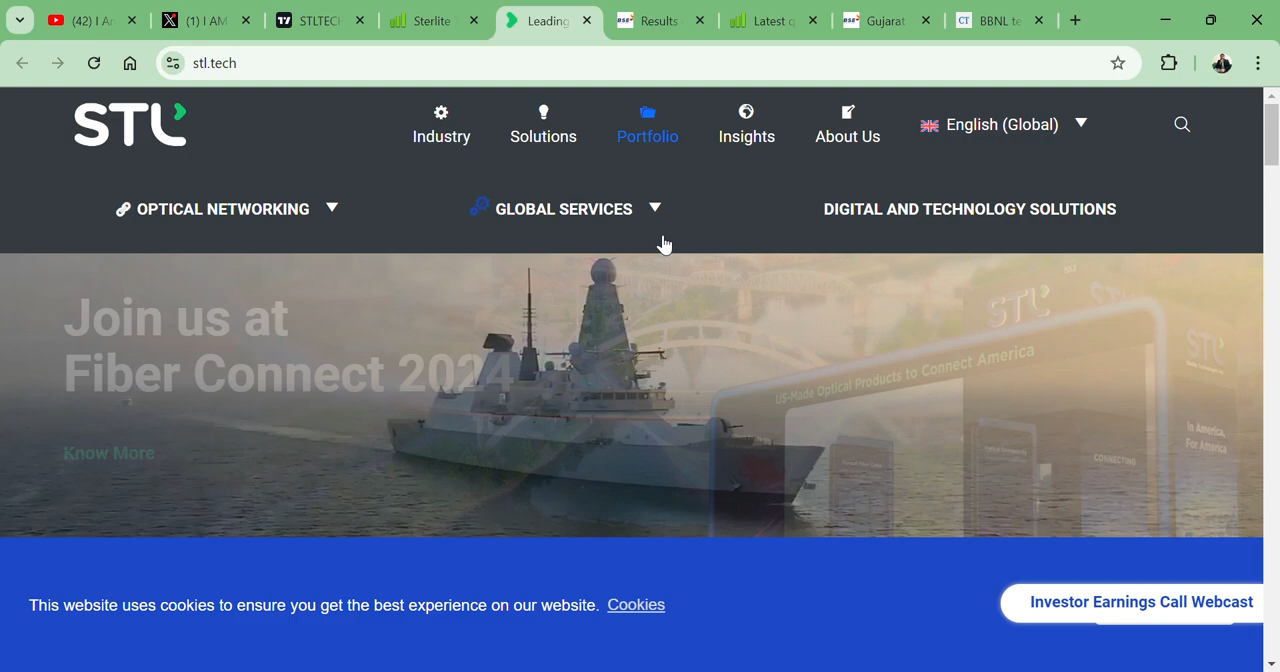 (42) I Am
(1) I AM
STLTECH
Sterlite
Leading
Results
Latest q
Gujarat
BBNL te
stl.tech
STL
Industry
Solutions
Portfolio
Insights
About Us
English (Global)
OPTICAL NETWORKING
GLOBAL SERVICES
DIGITAL AND TECHNOLOGY SOLUTIONS
Join us at
Fiber Connect 2024
Know More
STL
US-Made Optical Products to Connect America
STL
In America,
For America
CONNECTING
This website uses cookies to ensure you get the best experience on our website. Cookies
Investor Earnings Call Webcast